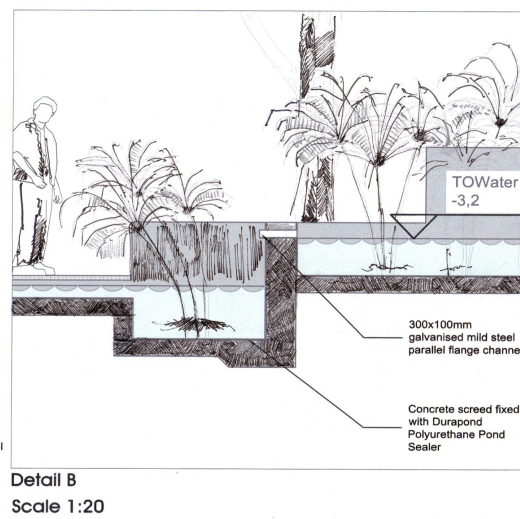 TOWater
-3,2
300x100mm
galvanised mild steel
parallel flange channe
Concrete screed fixed
with Durapond
Polyurethane Pond
Sealer
Detail B
Scale 1:20